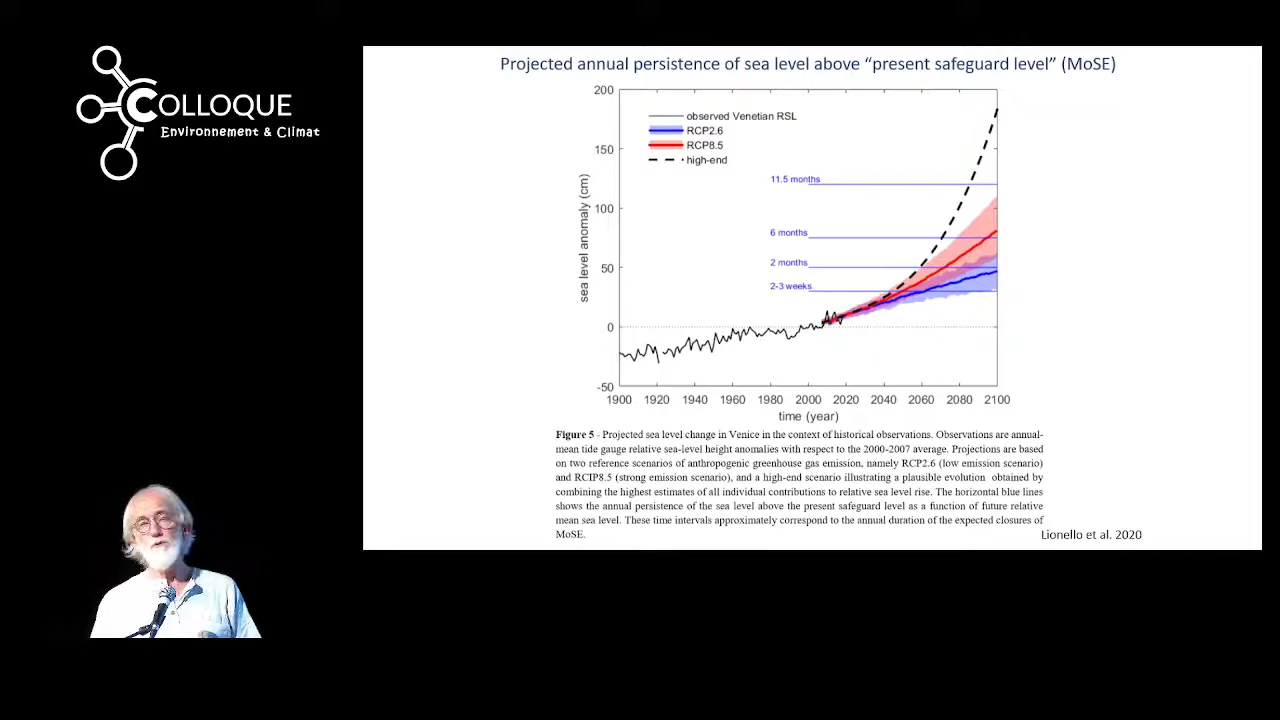 COLLOQUE
Environnement & Climat
Projected annual persistence of sea level above “present safeguard level” (MoSE)
200
150
100
50
0
-50
sea level anomaly (cm)
observed Venetian RSL
RCP2.6
RCP8.5
high-end
11.5 months
6 months
2 months
2-3 weeks
1900 1920 1940 1960 1980 2000 2020 2040 2060 2080 2100
time (year)
Figure 5 - Projected sea level change in Venice in the context of historical observations. Observations are annual-
mean tide gauge relative sea-level height anomalies with respect to the 2000-2007 average. Projections are based
on two reference scenarios of anthropogenic greenhouse gas emission, namely RCP2.6 (low emission scenario)
and RCIP8.5 (strong emission scenario), and a high-end scenario illustrating a plausible evolution obtained by
combining the highest estimates of all individual contributions to relative sea level rise. The horizontal blue lines
shows the annual persistence of the sea level above the present safeguard level as a function of future relative
mean sea level. These time intervals approximately correspond to the annual duration of the expected closures of
MoSE.
Lionello et al. 2020